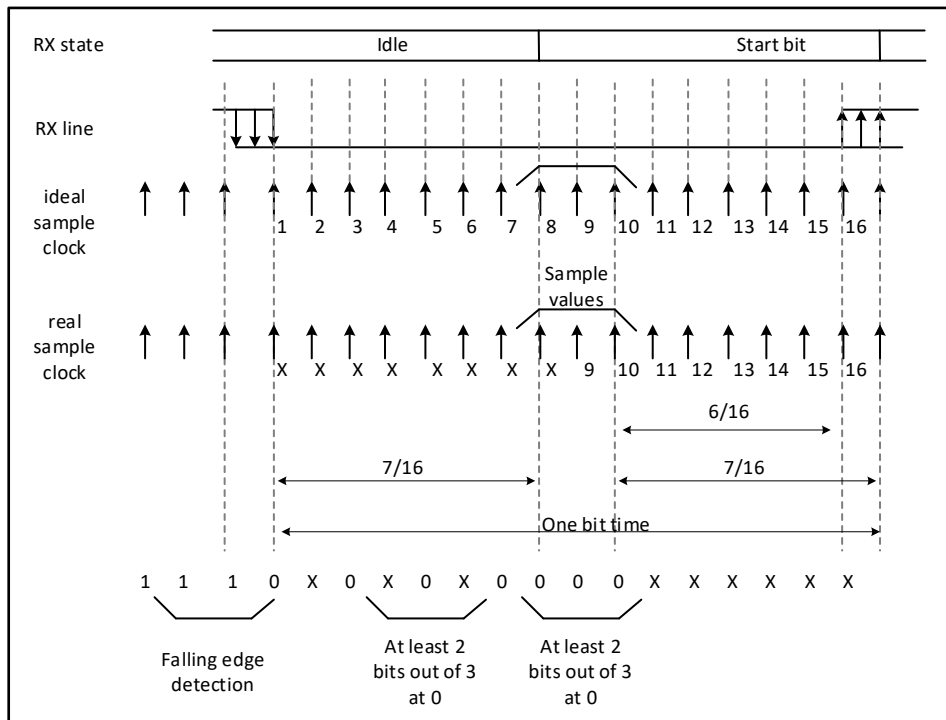 RX state
Idle
Start bit
RX line
ideal
sample
clock
1 2 3 4 5 6 7 8 9 10 11 12 13 14 15 16
Sample
values
real
sample
clock
X X X X X X X X 9 10 11 12 13 14 15 16
6/16
7/16
7/16
One bit time
1 1 1 0 X 0 X 0 X 0 0 0 0 X X X X X X
Falling edge
detection
At least 2
bits out of 3
at 0
At least 2
bits out of 3
at 0